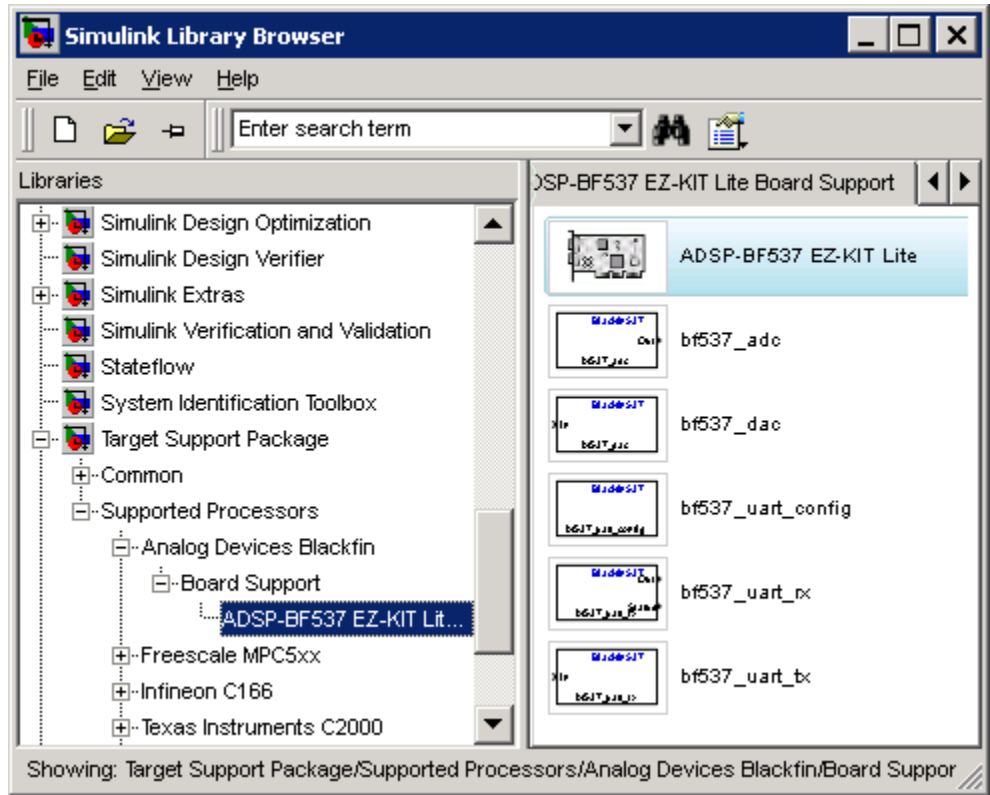 Simulink Library Browser
File Edit View Help
Enter search term
Libraries
Simulink Design Optimization
Simulink Design Verifier
Simulink Extras
Simulink Verification and Validation
Stateflow
System Identification Toolbox
Target Support Package
Common
Supported Processors
Analog Devices Blackfin
Board Support
ADSP-BF537 EZ-KIT Lit...
Freescale MPC5xx
Infineon C166
Texas Instruments C2000
DSP-BF537 EZ-KIT Lite Board Support
ADSP-BF537 EZ-KIT Lite
bf537_adc
bf537_dac
bf537_uart_config
bf537_uart_rx
bf537_uart_tx
Showing: Target Support Package/Supported Processors/Analog Devices Blackfin/Board Suppor